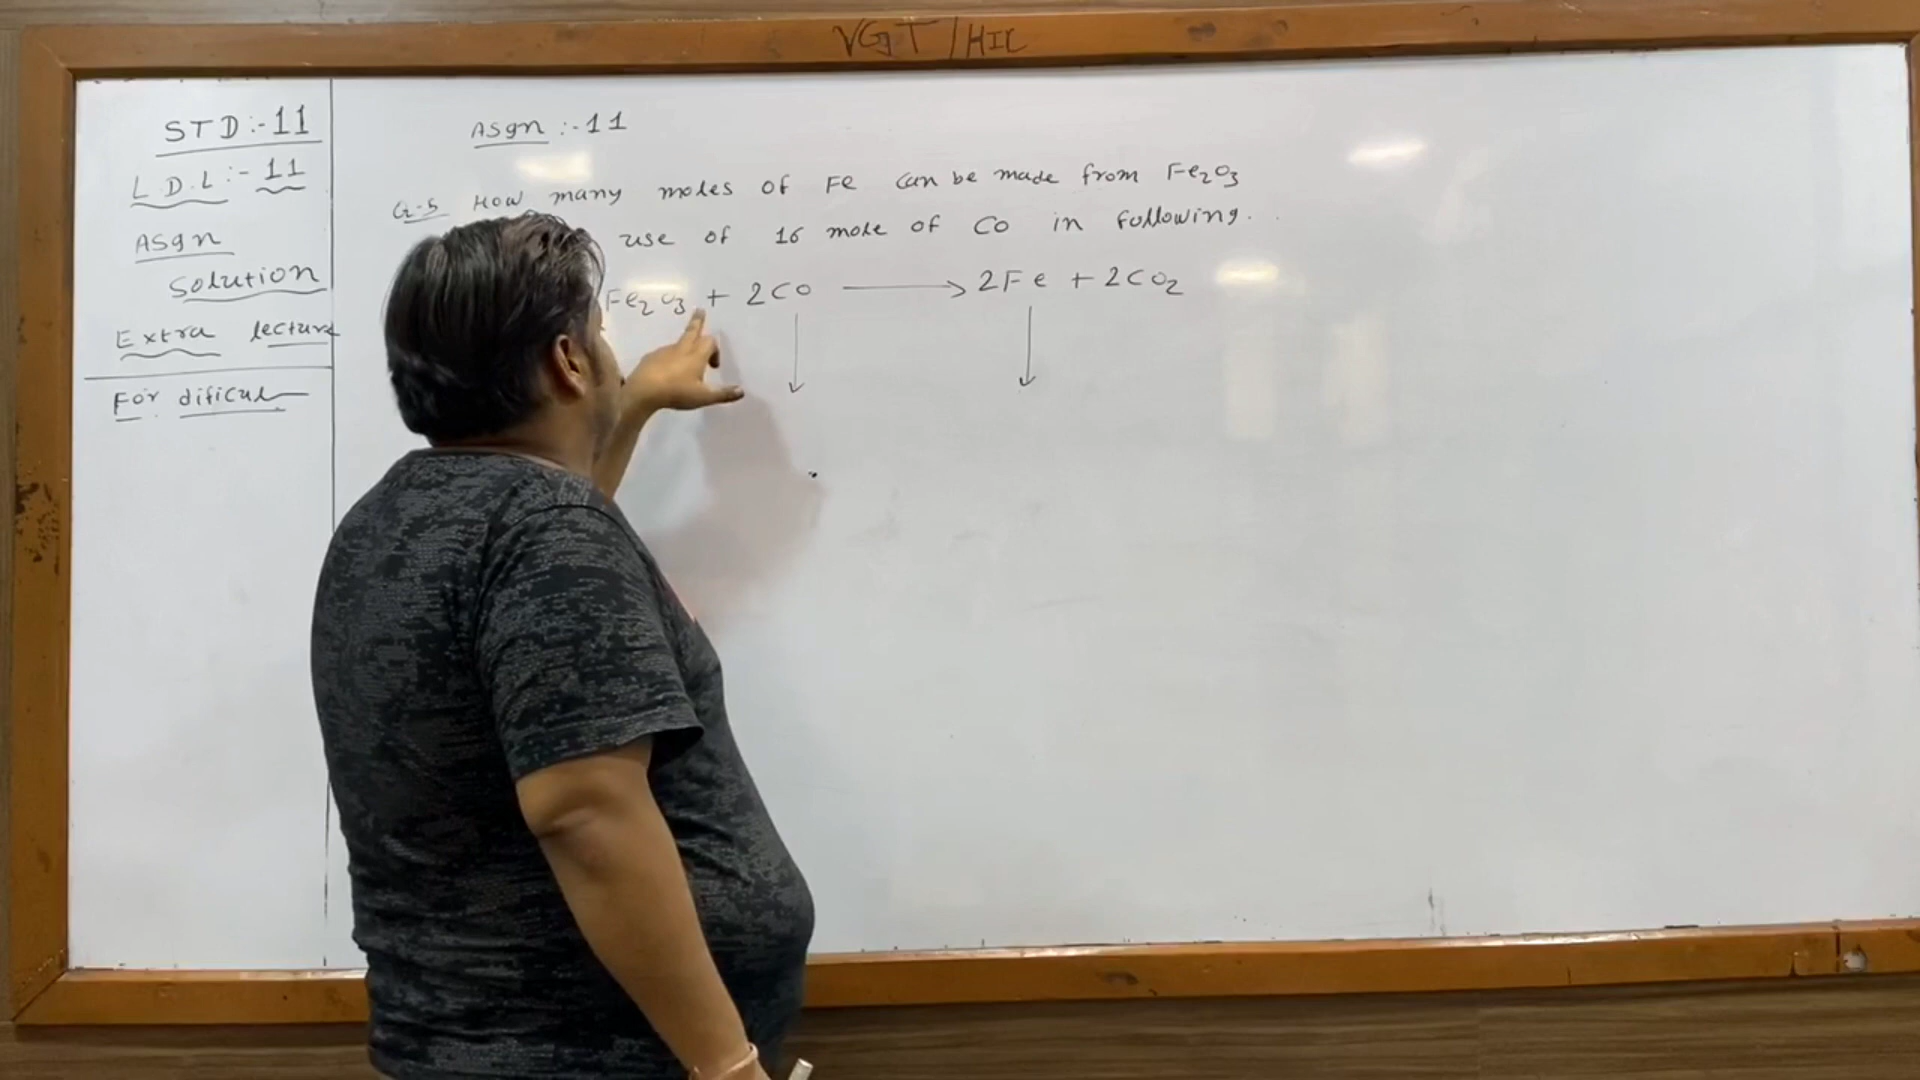 VGT/HIC
STD:-11
L.D.L:-11
Asgn
Solution
Extra lecture
For dificul
Asgn:-11
Q-5 How many moles of Fe can be made from Fe2O3
use of 16 mole of Co in following.
Fe2O3 + 2CO ⟶ 2Fe + 2CO2